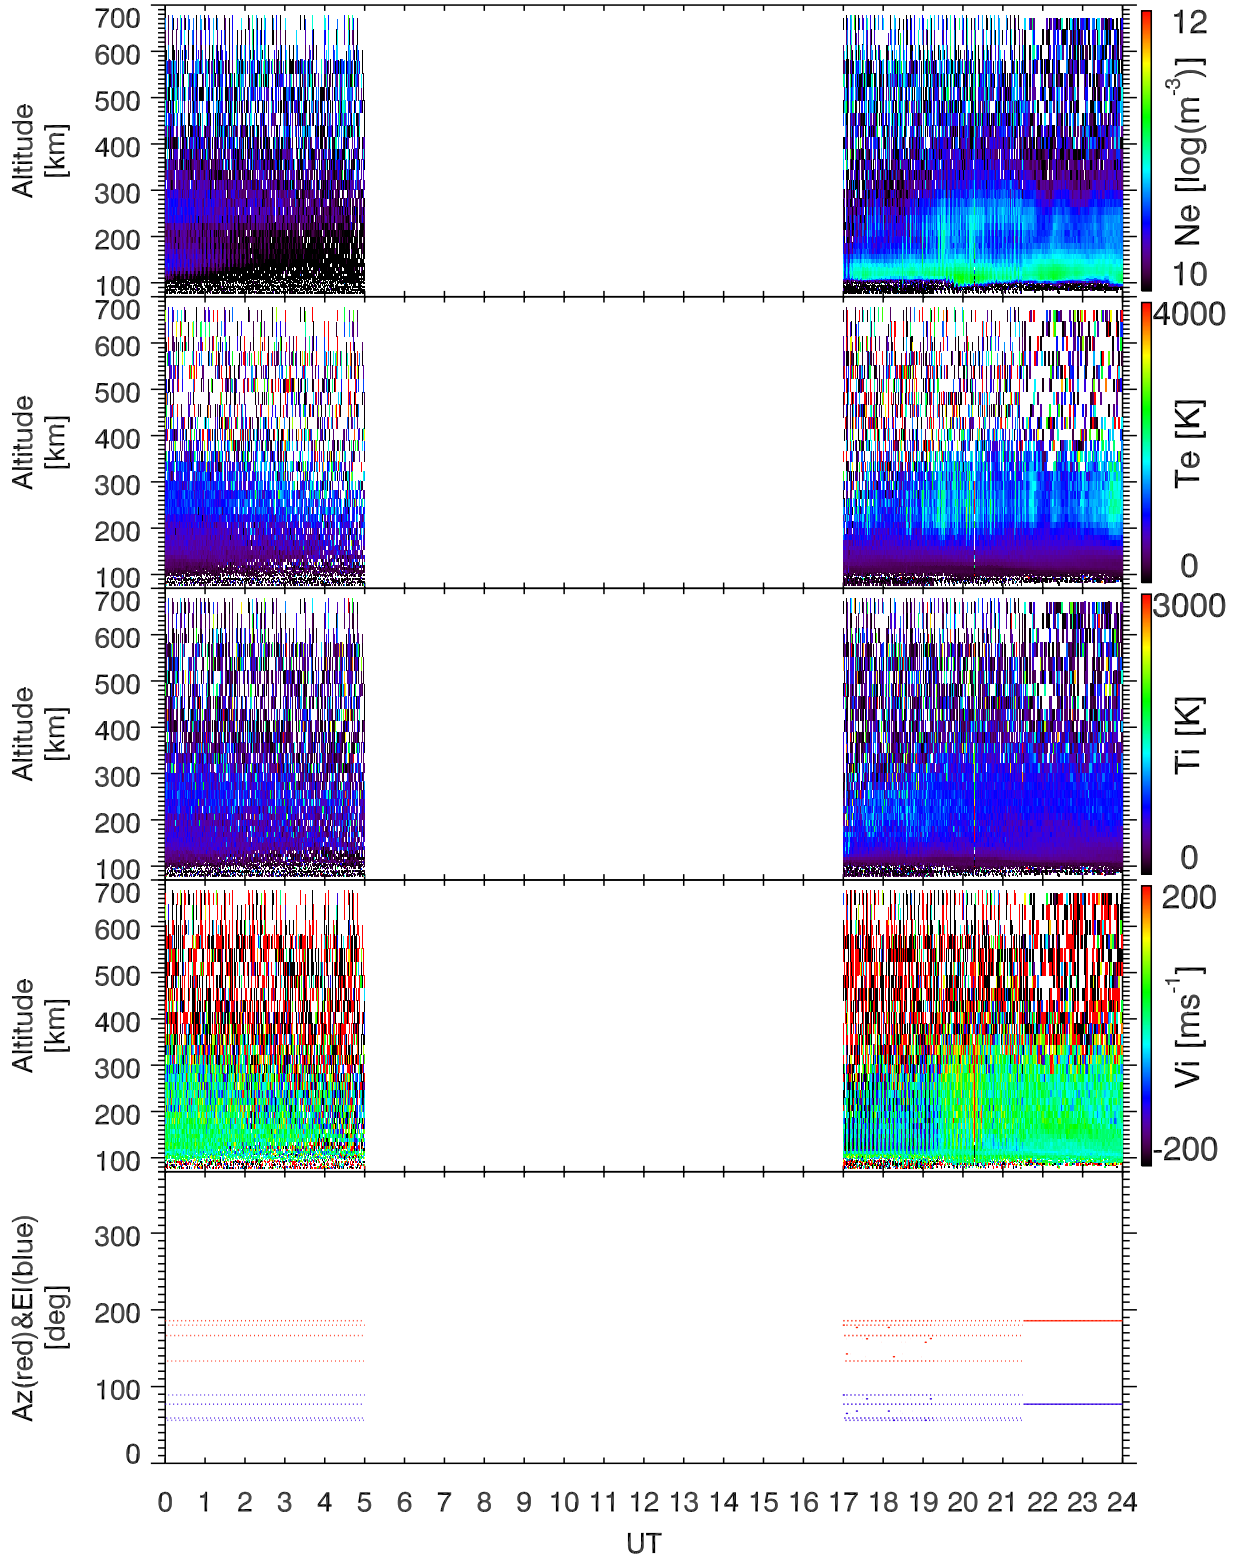 700
600
500
400
300
200
100
Altitude
[km]
12
10
Ne [log(m⁻³)]
700
600
500
400
300
200
100
Altitude
[km]
4000
0
Te [K]
700
600
500
400
300
200
100
Altitude
[km]
3000
0
Ti [K]
700
600
500
400
300
200
100
Altitude
[km]
200
-200
Vi [ms⁻¹]
300
200
100
0
Az(red)&El(blue)
[deg]
0 1 2 3 4 5 6 7 8 9 10 11 12 13 14 15 16 17 18 19 20 21 22 23 24
UT